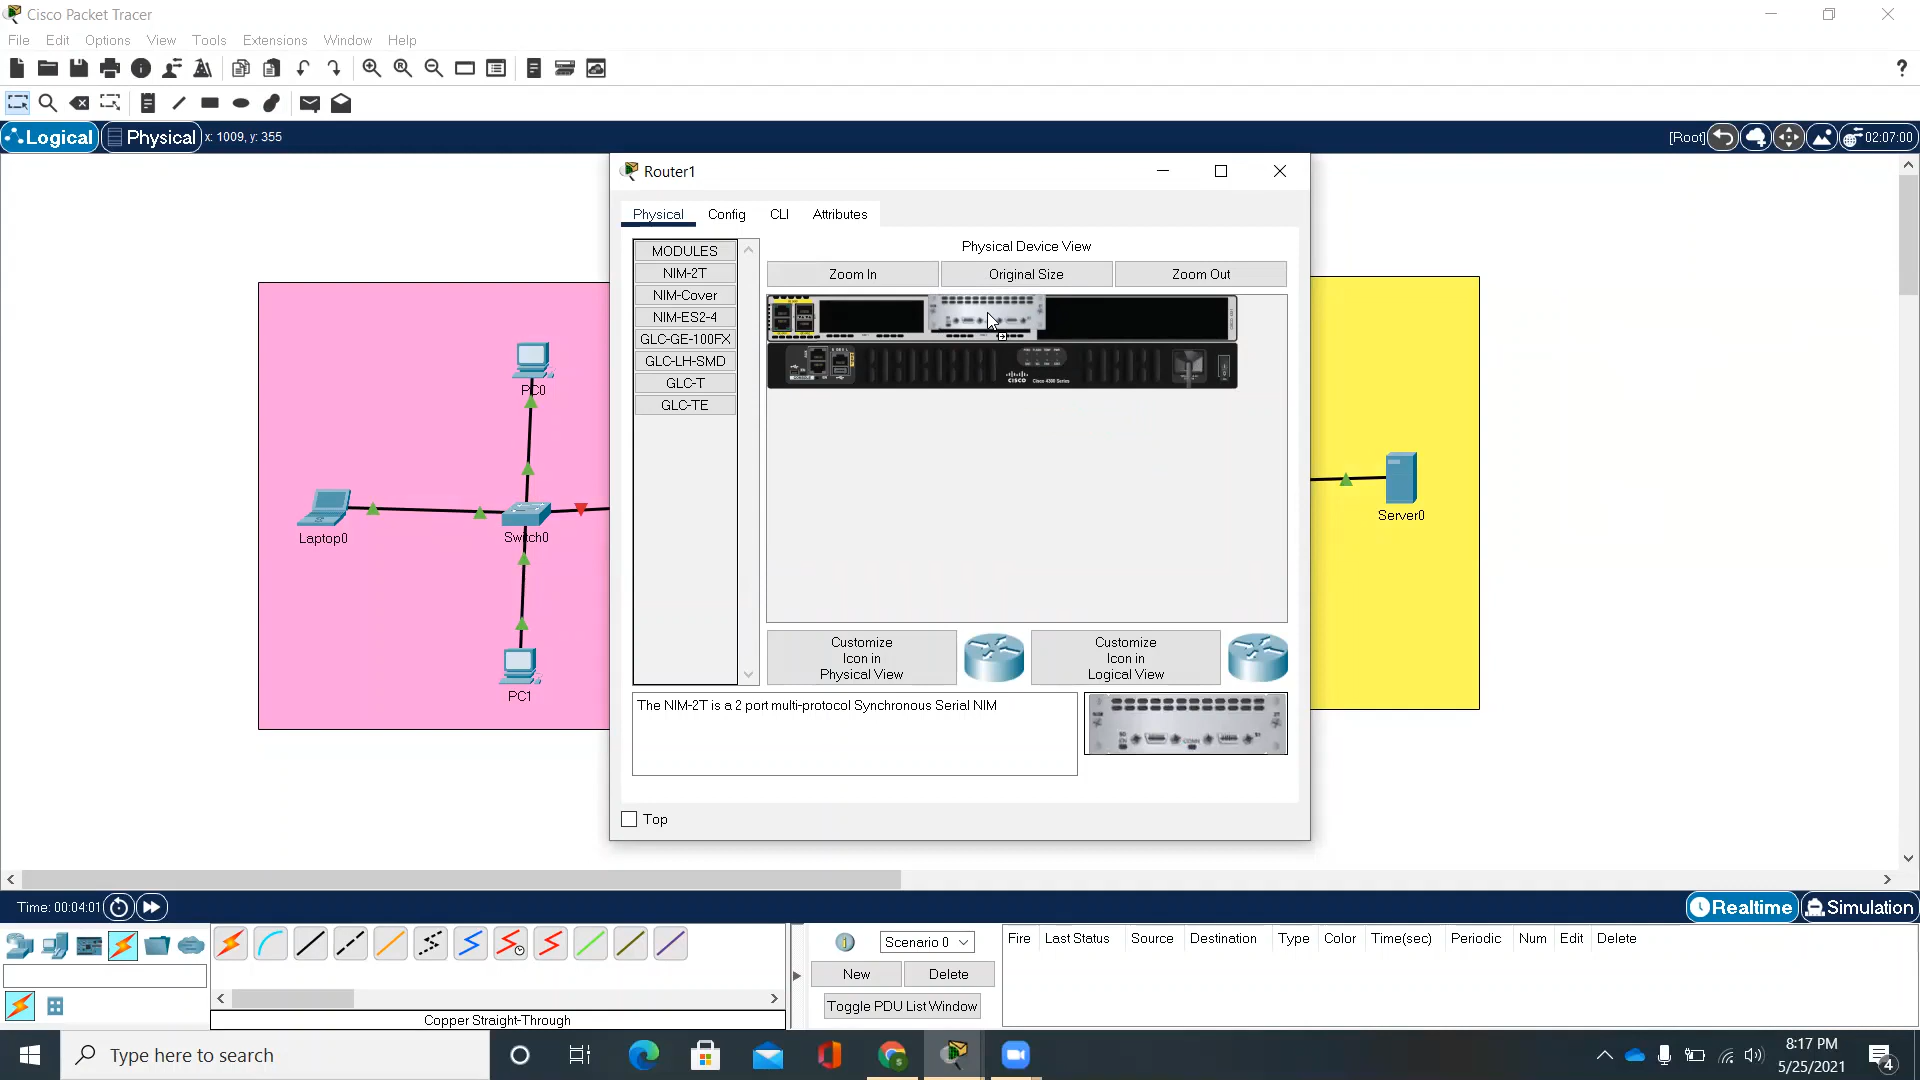 Cisco Packet Tracer
File Edit Options View Tools Extensions Window Help
?
Logical Physical x: 1009, y: 355 [Root] 02:07:00
Router1
Physical Config CLI Attributes
MODULES
NIM-2T
NIM-Cover
NIM-ES2-4
GLC-GE-100FX
GLC-LH-SMD
GLC-T
GLC-TE
Physical Device View
Zoom In Original Size Zoom Out
CISCO Cisco 4300 Series
Customize
Icon in
Physical View
Customize
Icon in
Logical View
The NIM-2T is a 2 port multi-protocol Synchronous Serial NIM
Top
PC0
Laptop0
Switch0
PC1
Server0
Time: 00:04:01 Realtime Simulation
Copper Straight-Through
Scenario 0
New Delete
Toggle PDU List Window
Fire Last Status Source Destination Type Color Time(sec) Periodic Num Edit Delete
Type here to search
8:17 PM
5/25/2021
4